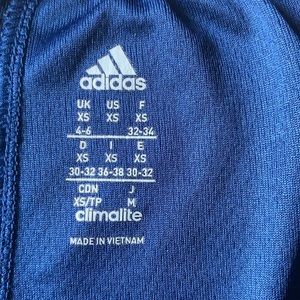 adidas
UK US F
XS XS XS
4-6 32-34
D I E
XS XS XS
30-32 36-38 30-32
CDN J
XS/TP M
climalite
MADE IN VIETNAM